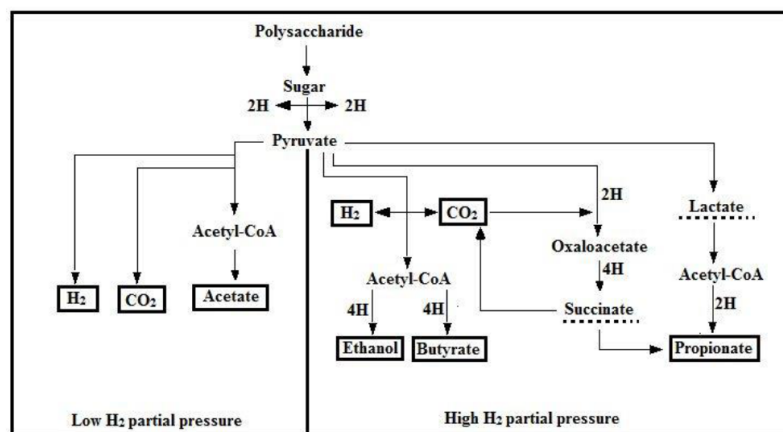 Polysaccharide
Sugar
2H 2H
Pyruvate
2H
Lactate
H₂ CO₂
Acetyl-CoA
Oxaloacetate
Acetyl-CoA 4H Acetyl-CoA
H₂ CO₂ Acetate
4H 4H Succinate 2H
Ethanol Butyrate Propionate
Low H₂ partial pressure High H₂ partial pressure